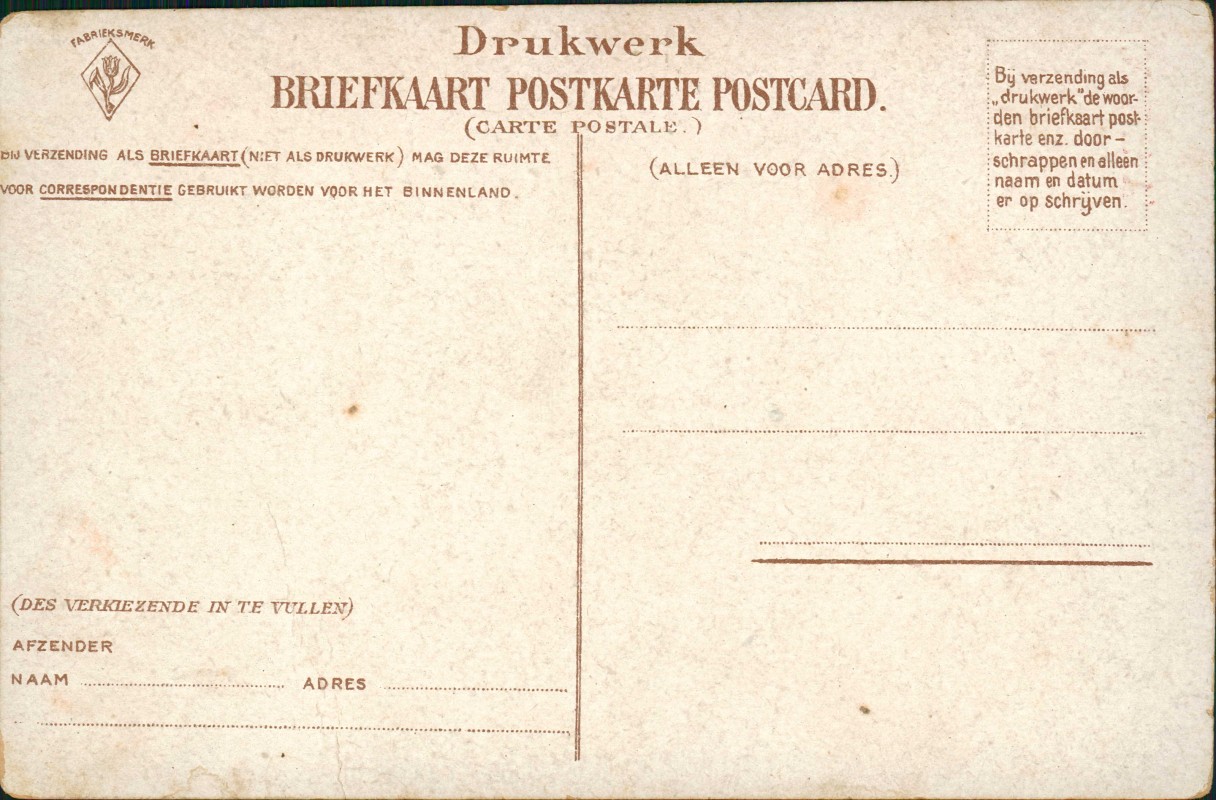 FABRIEKSMERK
Drukwerk
BRIEFKAART POSTKARTE POSTCARD.
(CARTE POSTALE.)
BIJ VERZENDING ALS BRIEFKAART (NIET ALS DRUKWERK) MAG DEZE RUIMTE
VOOR CORRESPONDENTIE GEBRUIKT WORDEN VOOR HET BINNENLAND.
(ALLEEN VOOR ADRES.)
Bij verzending als
„drukwerk" de woor-
den briefkaart post-
karte enz. door-
schrappen en alleen
naam en datum
er op schrijven.
(DES VERKIEZENDE IN TE VULLEN)
AFZENDER
NAAM ADRES